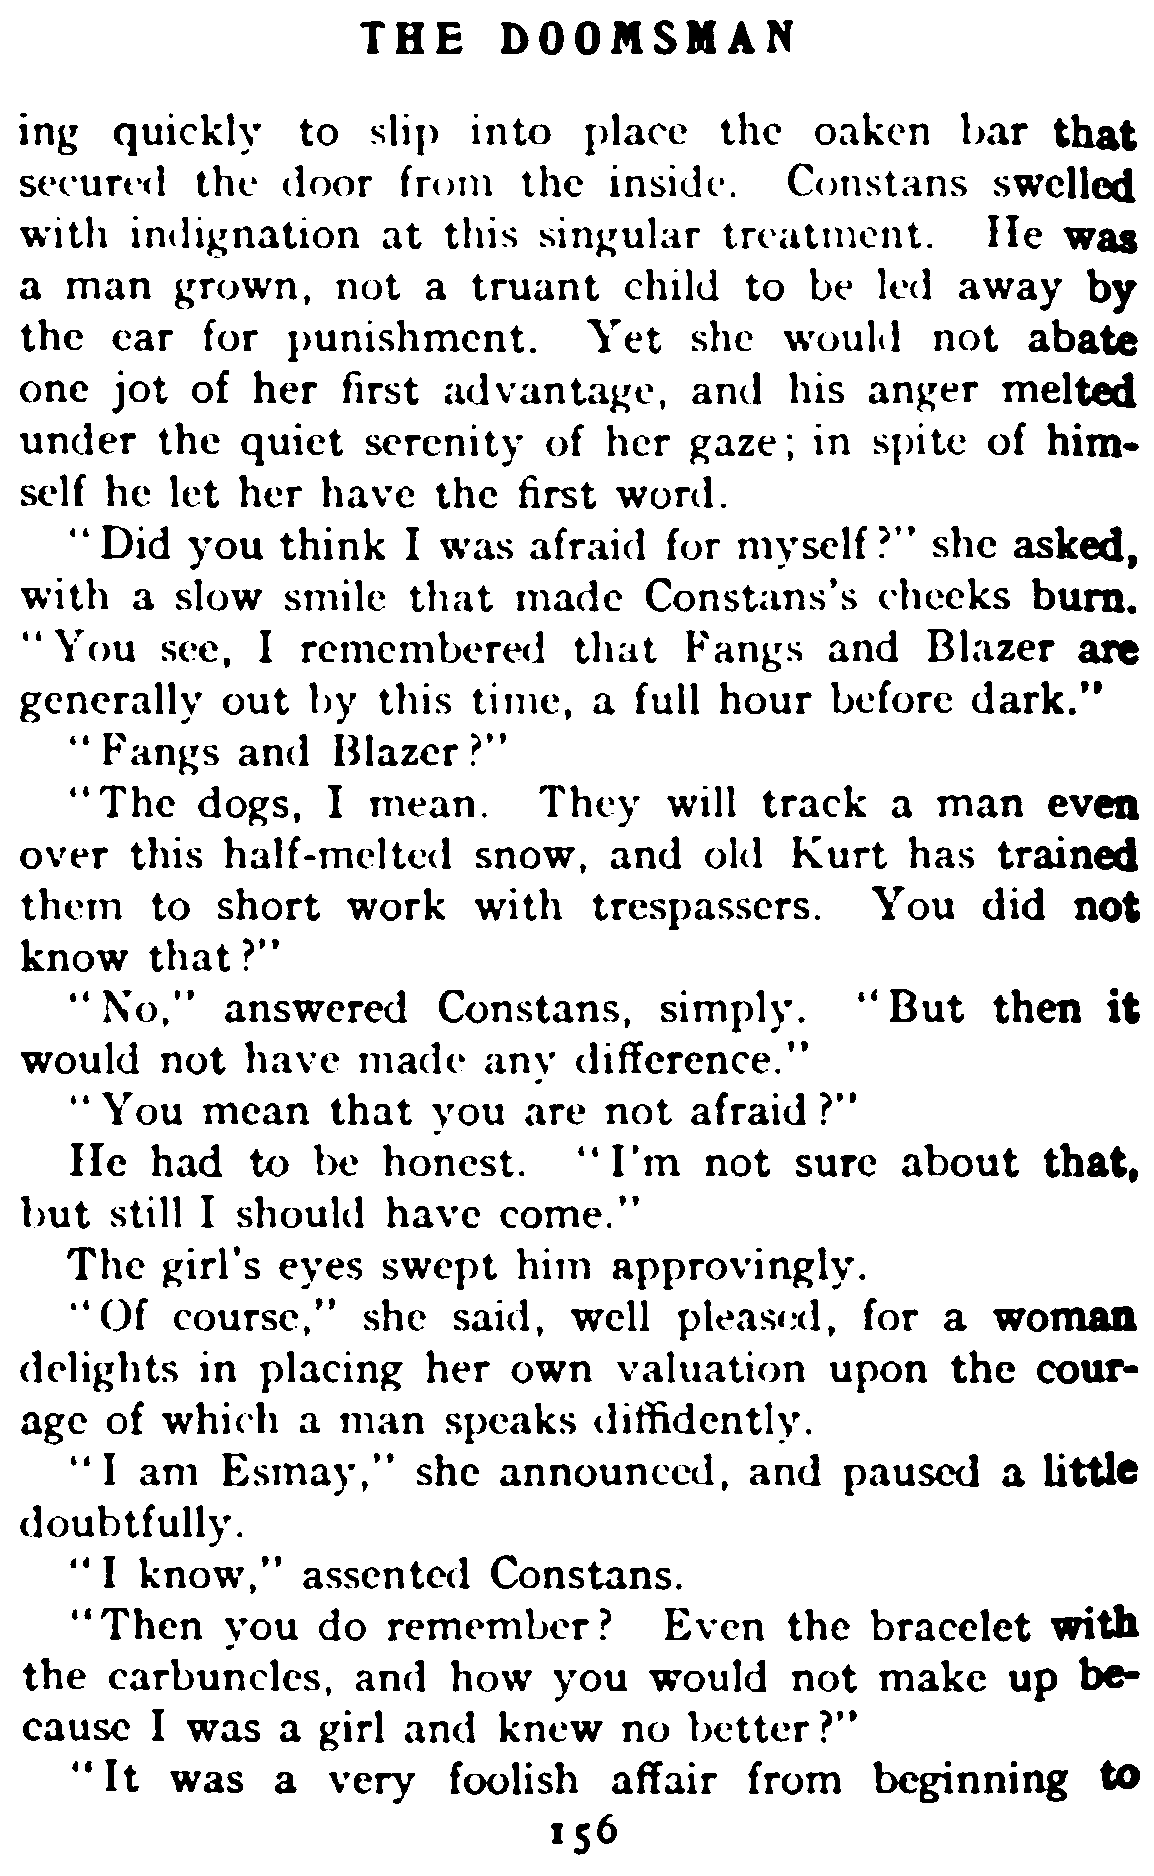 THE DOOMSMAN
ing quickly to slip into place the oaken bar that
secured the door from the inside. Constans swelled
with indignation at this singular treatment. He was
a man grown, not a truant child to be led away by
the ear for punishment. Yet she would not abate
one jot of her first advantage, and his anger melted
under the quiet serenity of her gaze; in spite of him-
self he let her have the first word.
"Did you think I was afraid for myself?" she asked,
with a slow smile that made Constans's cheeks burn.
"You see, I remembered that Fangs and Blazer are
generally out by this time, a full hour before dark."
"Fangs and Blazer?"
"The dogs, I mean. They will track a man even
over this half-melted snow, and old Kurt has trained
them to short work with trespassers. You did not
know that?"
"No," answered Constans, simply. "But then it
would not have made any difference."
"You mean that you are not afraid?"
He had to be honest. "I'm not sure about that,
but still I should have come."
The girl's eyes swept him approvingly.
"Of course," she said, well pleased, for a woman
delights in placing her own valuation upon the cour-
age of which a man speaks diffidently.
"I am Esmay," she announced, and paused a little
doubtfully.
"I know," assented Constans.
"Then you do remember? Even the bracelet with
the carbuncles, and how you would not make up be-
cause I was a girl and knew no better?"
"It was a very foolish affair from beginning to
156